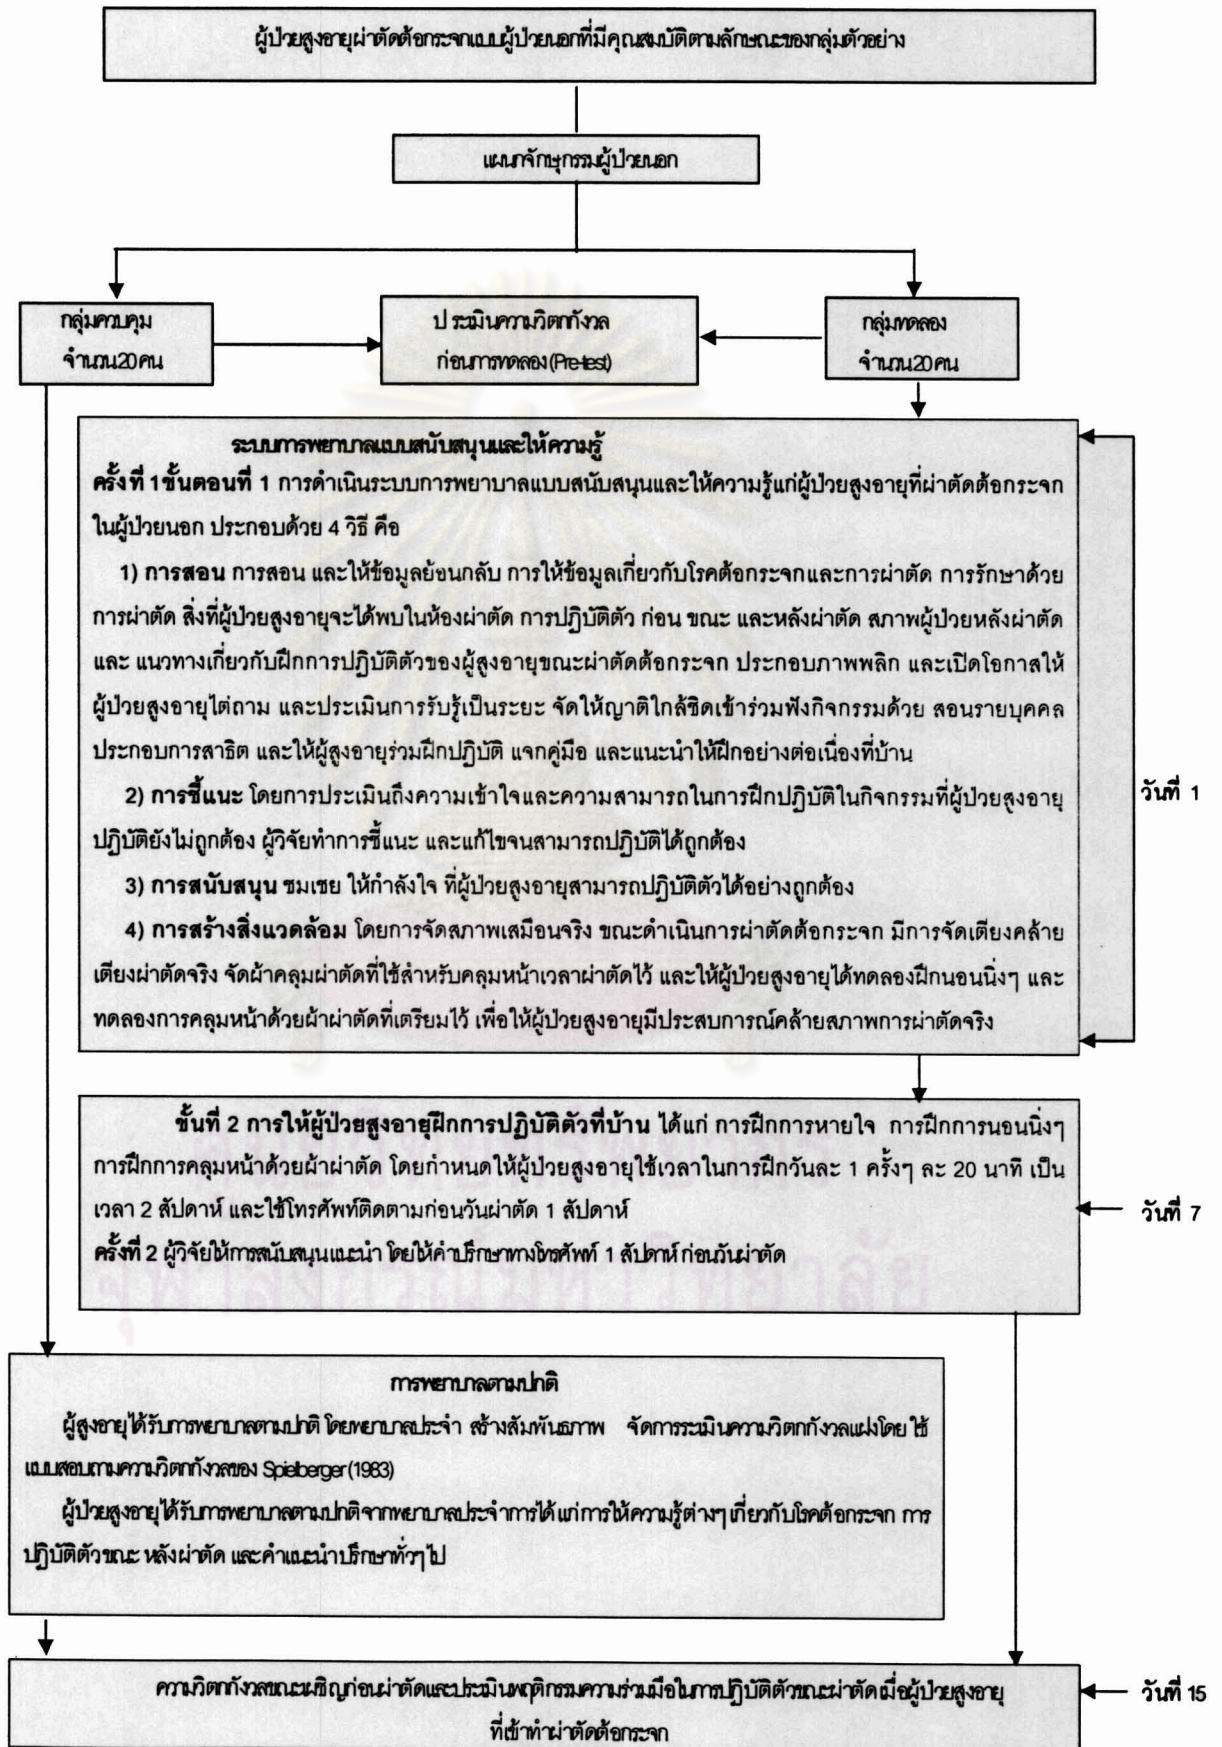 ผู้ป่วยสูงอายุผ่าตัดต้อกระจกแบบผู้ป่วยนอกที่มีคุณสมบัติตามลักษณะของกลุ่มตัวอย่าง
แผนกจักษุกรรมผู้ป่วยนอก
กลุ่มควบคุม
จำนวน20คน
ประเมินความวิตกกังวล
ก่อนการทดลอง(Pre-test)
กลุ่มทดลอง
จำนวน20คน
ระบบการพยาบาลแบบสนับสนุนและให้ความรู้
ครั้งที่ 1ขั้นตอนที่ 1 การดำเนินระบบการพยาบาลแบบสนับสนุนและให้ความรู้แก่ผู้ป่วยสูงอายุที่ผ่าตัดต้อกระจก
ในผู้ป่วยนอก ประกอบด้วย 4 วิธี คือ
1) การสอน การสอน และให้ข้อมูลย้อนกลับ การให้ข้อมูลเกี่ยวกับโรคต้อกระจกและการผ่าตัด การรักษาด้วย
การผ่าตัด สิ่งที่ผู้ป่วยสูงอายุจะได้พบในห้องผ่าตัด การปฏิบัติตัว ก่อน ขณะ และหลังผ่าตัด สภาพผู้ป่วยหลังผ่าตัด
และ แนวทางเกี่ยวกับฝึกการปฏิบัติตัวของผู้สูงอายุขณะผ่าตัดต้อกระจก ประกอบภาพพลิก และเปิดโอกาสให้
ผู้ป่วยสูงอายุไต่ถาม และประเมินการรับรู้เป็นระยะ จัดให้ญาติใกล้ชิดเข้าร่วมฟังกิจกรรมด้วย สอนรายบุคคล
ประกอบการสาธิต และให้ผู้สูงอายุร่วมฝึกปฏิบัติ แจกคู่มือ และแนะนำให้ฝึกอย่างต่อเนื่องที่บ้าน
2) การชี้แนะ โดยการประเมินถึงความเข้าใจและความสามารถในการฝึกปฏิบัติในกิจกรรมที่ผู้ป่วยสูงอายุ
ปฏิบัติยังไม่ถูกต้อง ผู้วิจัยทำการชี้แนะ และแก้ไขจนสามารถปฏิบัติได้ถูกต้อง
3) การสนับสนุน ชมเชย ให้กำลังใจ ที่ผู้ป่วยสูงอายุสามารถปฏิบัติตัวได้อย่างถูกต้อง
4) การสร้างสิ่งแวดล้อม โดยการจัดสภาพเสมือนจริง ขณะดำเนินการผ่าตัดต้อกระจก มีการจัดเตียงคล้าย
เตียงผ่าตัดจริง จัดผ้าคลุมผ่าตัดที่ใช้สำหรับคลุมหน้าเวลาผ่าตัดไว้ และให้ผู้ป่วยสูงอายุได้ทดลองฝึกนอนนิ่งๆ และ
ทดลองการคลุมหน้าด้วยผ้าผ่าตัดที่เตรียมไว้ เพื่อให้ผู้ป่วยสูงอายุมีประสบการณ์คล้ายสภาพการผ่าตัดจริง
วันที่ 1
ขั้นที่ 2 การให้ผู้ป่วยสูงอายุฝึกการปฏิบัติตัวที่บ้าน ได้แก่ การฝึกการหายใจ การฝึกการนอนนิ่งๆ
การฝึกการคลุมหน้าด้วยผ้าผ่าตัด โดยกำหนดให้ผู้ป่วยสูงอายุใช้เวลาในการฝึกวันละ 1 ครั้งๆ ละ 20 นาที เป็น
เวลา 2 สัปดาห์ และใช้โทรศัพท์ติดตามก่อนวันผ่าตัด 1 สัปดาห์
ครั้งที่ 2 ผู้วิจัยให้การสนับสนุนแนะนำ โดยให้คำปรึกษาทางโทรศัพท์ 1 สัปดาห์ ก่อนวันผ่าตัด
วันที่ 7
จุฬาลงกรณ์มหาวิทยาลัย
การพยาบาลตามปกติ
ผู้สูงอายุได้รับการพยาบาลตามปกติ โดยพยาบาลประจำ สร้างสัมพันธภาพ จัดการระเมินความวิตกกังวลแฝงโดย ใช้
แบบสอบถามความวิตกกังวลของ Spielberger (1983)
ผู้ป่วยสูงอายุได้รับการพยาบาลตามปกติจากพยาบาลประจำการได้แก่การให้ความรู้ต่างๆ เกี่ยวกับโรคต้อกระจก การ
ปฏิบัติตัวขณะ หลังผ่าตัด และคำแนะนำปรึกษาทั่วๆไป
ความวิตกกังวลขณะเผชิญก่อนผ่าตัดและประเมินพฤติกรรมความร่วมมือในการปฏิบัติตัวขณะผ่าตัดเมื่อผู้ป่วยสูงอายุ
ที่เข้าทำผ่าตัดต้อกระจก
วันที่ 15